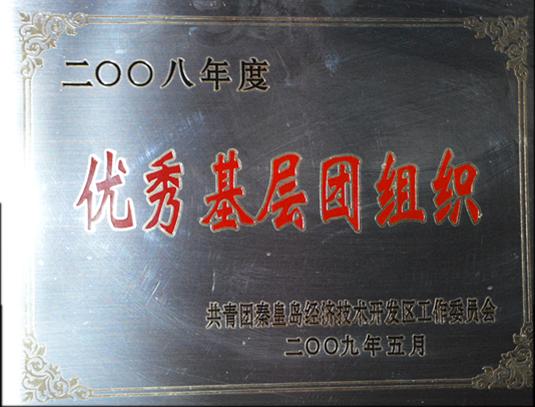 二〇〇八年度
优秀基层团组织
共青团秦皇岛经济技术开发区工作委员会
二〇〇九年五月